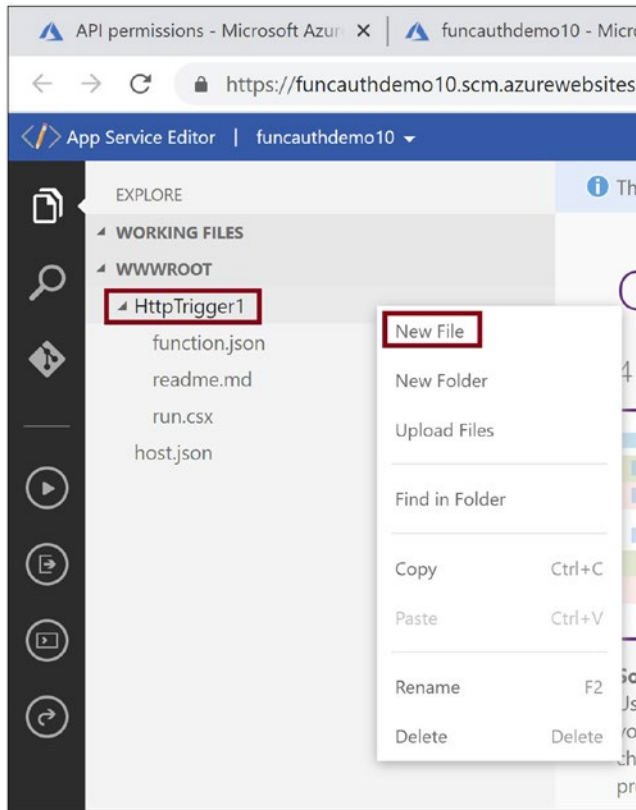 API permissions - Microsoft Azur
funcauthdemo10 - Micro
https://funcauthdemo10.scm.azurewebsites
App Service Editor | funcauthdemo10
EXPLORE
WORKING FILES
WWWROOT
HttpTrigger1
function.json
readme.md
run.csx
host.json
New File
New Folder
Upload Files
Find in Folder
Copy Ctrl+C
Paste Ctrl+V
Rename F2
Delete Delete
Th
4